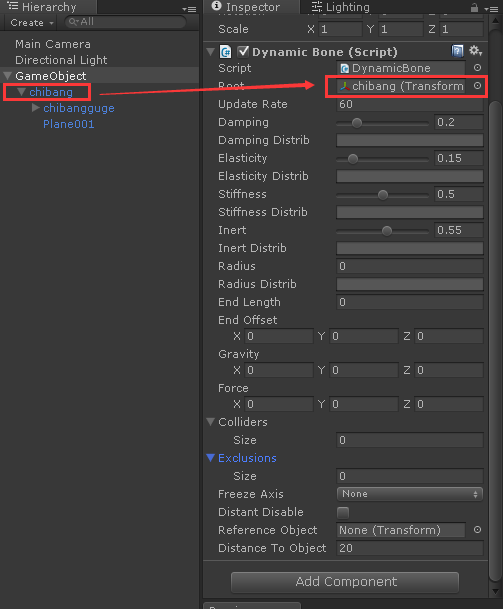 Hierarchy
Create
All
Main Camera
Directional Light
GameObject
chibang
chibangguge
Plane001
Inspector
Lighting
Scale X 1 Y 1 Z 1
Dynamic Bone (Script)
Script DynamicBone
Root chibang (Transform
Update Rate 60
Damping 0.2
Damping Distrib
Elasticity 0.15
Elasticity Distrib
Stiffness 0.5
Stiffness Distrib
Inert 0.55
Inert Distrib
Radius 0
Radius Distrib
End Length 0
End Offset
X 0 Y 0 Z 0
Gravity
X 0 Y 0 Z 0
Force
X 0 Y 0 Z 0
Colliders
Size 0
Exclusions
Size 0
Freeze Axis None
Distant Disable
Reference Object None (Transform)
Distance To Object 20
Add Component